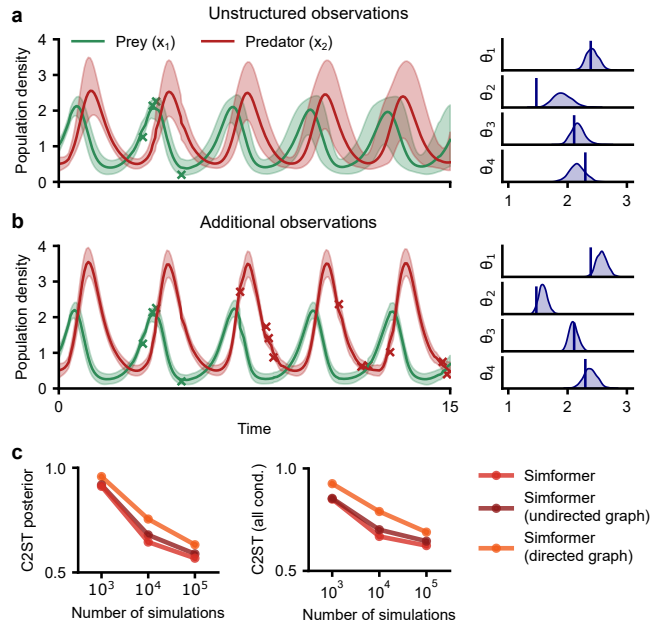 a
Unstructured observations
Prey (x₁)
Predator (x₂)
Population density
4
3
2
1
0
θ₁
θ₂
θ₃
θ₄
0
15
1
2
3
b
Additional observations
Population density
4
3
2
1
0
θ₁
θ₂
θ₃
θ₄
0
15
Time
1
2
3
c
C2ST posterior
1.0
0.5
10³
10⁴
10⁵
Number of simulations
C2ST (all cond.)
1.0
0.5
10³
10⁴
10⁵
Number of simulations
Simformer
Simformer
(undirected graph)
Simformer
(directed graph)